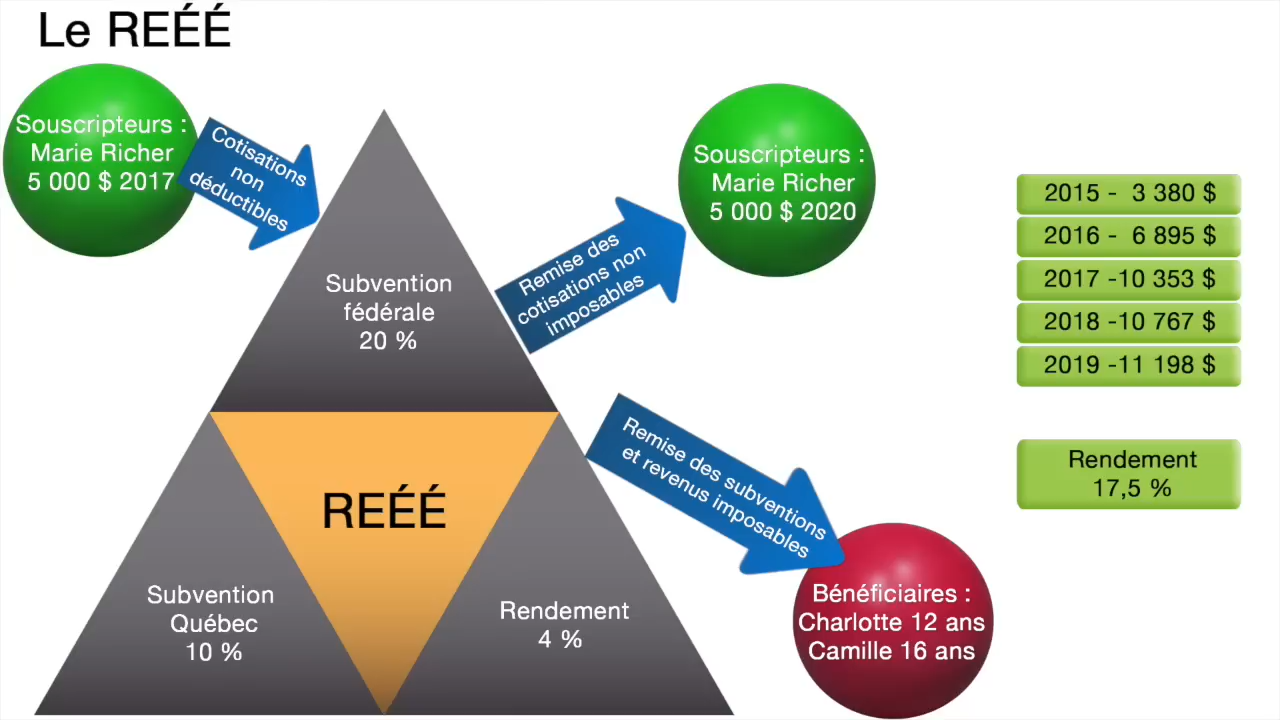 Le REÉÉ
Souscripteurs :
Marie Richer
5 000 $ 2017
Cotisations
non
déductibles
Subvention
fédérale
20 %
Remise des
cotisations non
imposables
Souscripteurs :
Marie Richer
5 000 $ 2020
2015 - 3 380 $
2016 - 6 895 $
2017 -10 353 $
2018 -10 767 $
2019 -11 198 $
Rendement
17,5 %
REÉÉ
Remise des subventions
et revenus imposables
Subvention
Québec
10 %
Rendement
4 %
Bénéficiaires :
Charlotte 12 ans
Camille 16 ans